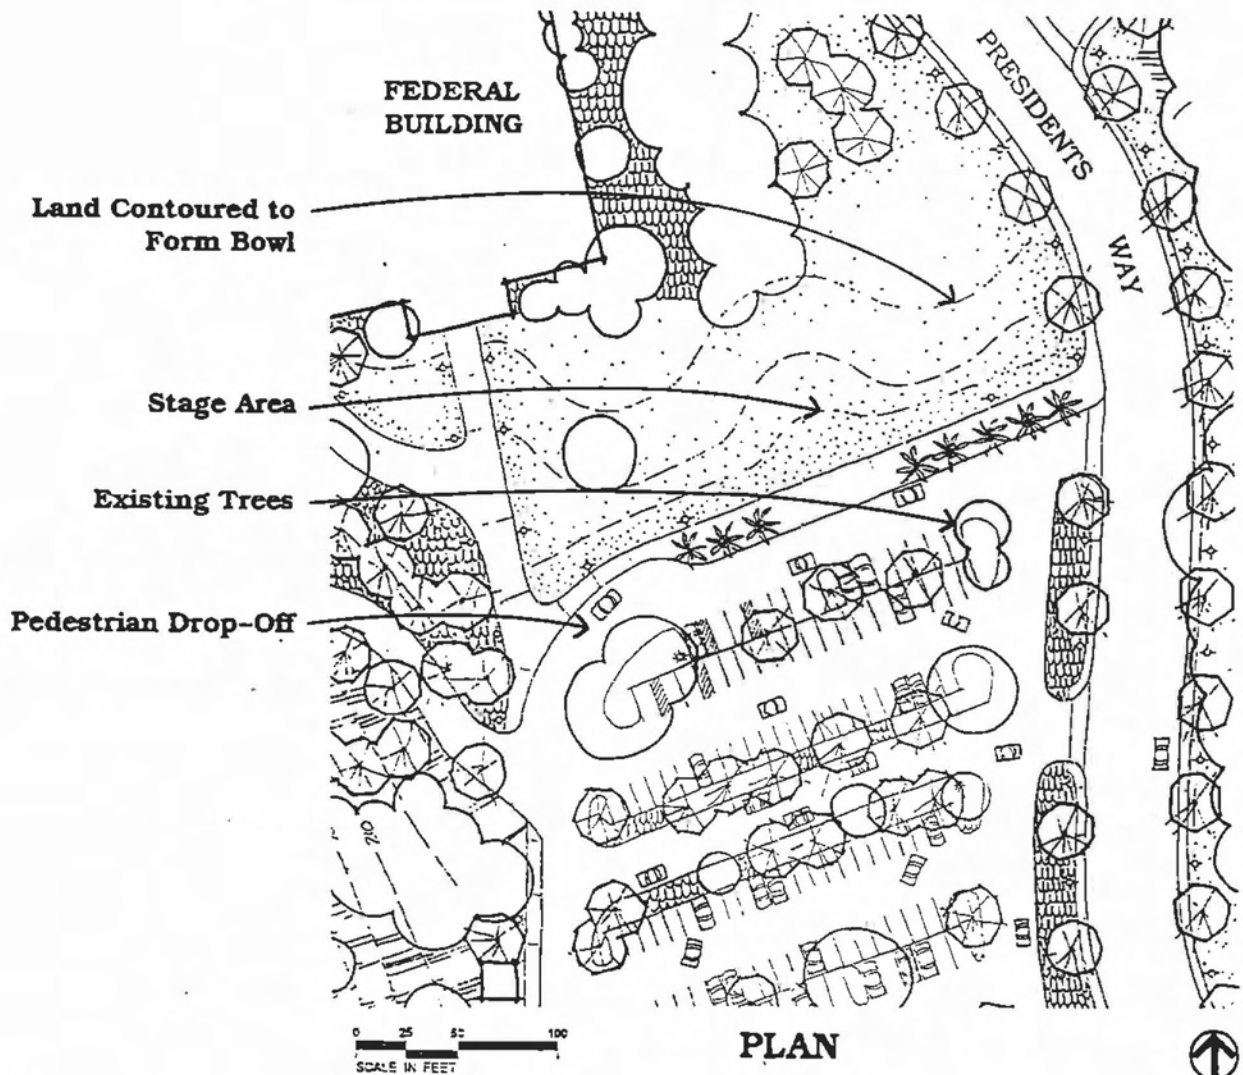 FEDERAL
BUILDING
PRESIDENTS
WAY
Land Contoured to
Form Bowl
Stage Area
Existing Trees
Pedestrian Drop-Off
210
0 25 50 100
SCALE IN FEET
PLAN